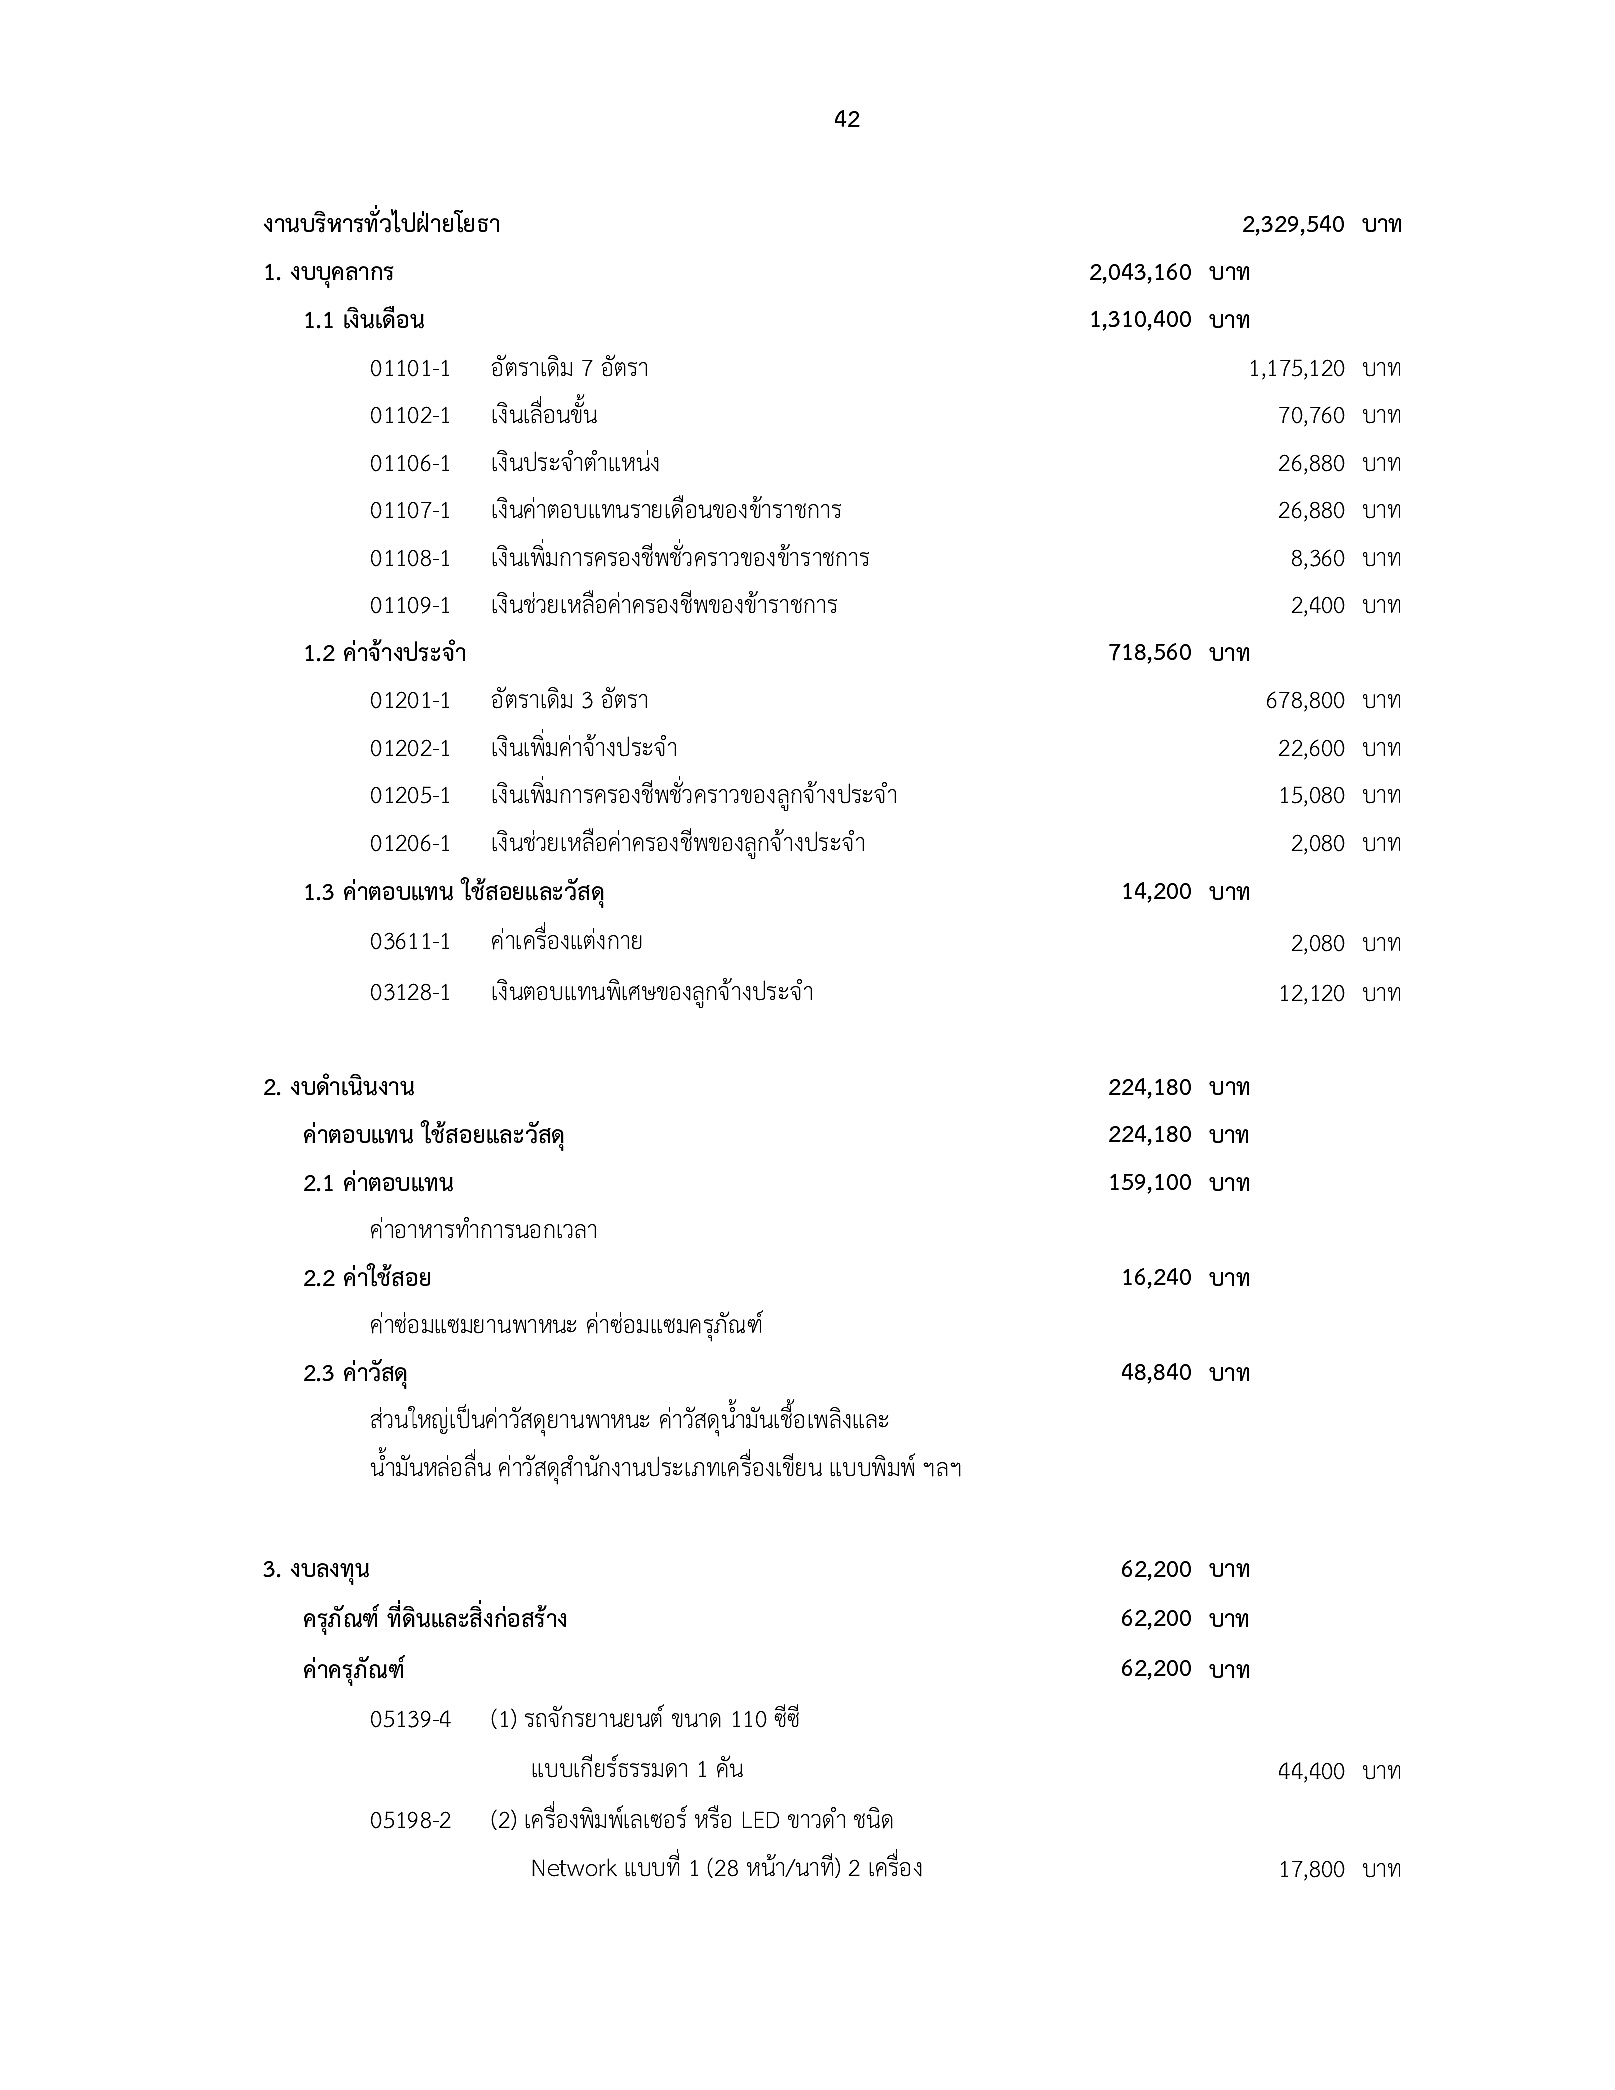 42
งานบริหารทั่วไปฝ่ายโยธา 2,329,540 บาท
1. งบบุคลากร 2,043,160 บาท
1.1 เงินเดือน 1,310,400 บาท
01101-1 อัตราเดิม 7 อัตรา 1,175,120 บาท
01102-1 เงินเลื่อนขั้น 70,760 บาท
01106-1 เงินประจำตำแหน่ง 26,880 บาท
01107-1 เงินค่าตอบแทนรายเดือนของข้าราชการ 26,880 บาท
01108-1 เงินเพิ่มการครองชีพชั่วคราวของข้าราชการ 8,360 บาท
01109-1 เงินช่วยเหลือค่าครองชีพของข้าราชการ 2,400 บาท
1.2 ค่าจ้างประจำ 718,560 บาท
01201-1 อัตราเดิม 3 อัตรา 678,800 บาท
01202-1 เงินเพิ่มค่าจ้างประจำ 22,600 บาท
01205-1 เงินเพิ่มการครองชีพชั่วคราวของลูกจ้างประจำ 15,080 บาท
01206-1 เงินช่วยเหลือค่าครองชีพของลูกจ้างประจำ 2,080 บาท
1.3 ค่าตอบแทน ใช้สอยและวัสดุ 14,200 บาท
03611-1 ค่าเครื่องแต่งกาย 2,080 บาท
03128-1 เงินตอบแทนพิเศษของลูกจ้างประจำ 12,120 บาท
2. งบดำเนินงาน 224,180 บาท
ค่าตอบแทน ใช้สอยและวัสดุ 224,180 บาท
2.1 ค่าตอบแทน 159,100 บาท
ค่าอาหารทำการนอกเวลา
2.2 ค่าใช้สอย 16,240 บาท
ค่าซ่อมแซมยานพาหนะ ค่าซ่อมแซมครุภัณฑ์
2.3 ค่าวัสดุ 48,840 บาท
ส่วนใหญ่เป็นค่าวัสดุยานพาหนะ ค่าวัสดุน้ำมันเชื้อเพลิงและ
น้ำมันหล่อลื่น ค่าวัสดุสำนักงานประเภทเครื่องเขียน แบบพิมพ์ ฯลฯ
3. งบลงทุน 62,200 บาท
ครุภัณฑ์ ที่ดินและสิ่งก่อสร้าง 62,200 บาท
ค่าครุภัณฑ์ 62,200 บาท
05139-4 (1) รถจักรยานยนต์ ขนาด 110 ซีซี
แบบเกียร์ธรรมดา 1 คัน 44,400 บาท
05198-2 (2) เครื่องพิมพ์เลเซอร์ หรือ LED ขาวดำ ชนิด
Network แบบที่ 1 (28 หน้า/นาที) 2 เครื่อง 17,800 บาท